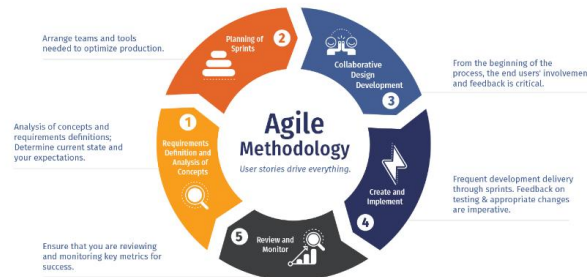 Arrange teams and tools
needed to optimize production.
2
Planning of
Sprints
Collaborative
Design
Development
3
From the beginning of the
process, the end users' involvemen
and feedback is critical.
Analysis of concepts and
requirements definitions;
Determine current state and
your expectations.
1
Requirements
Definition and
Analysis of
Concepts
Agile
Methodology
User stories drive everything.
Create and
Implement
4
Frequent development delivery
through sprints. Feedback on
testing & appropriate changes
are imperative.
5
Review and
Monitor
Ensure that you are reviewing
and monitoring key metrics for
success.